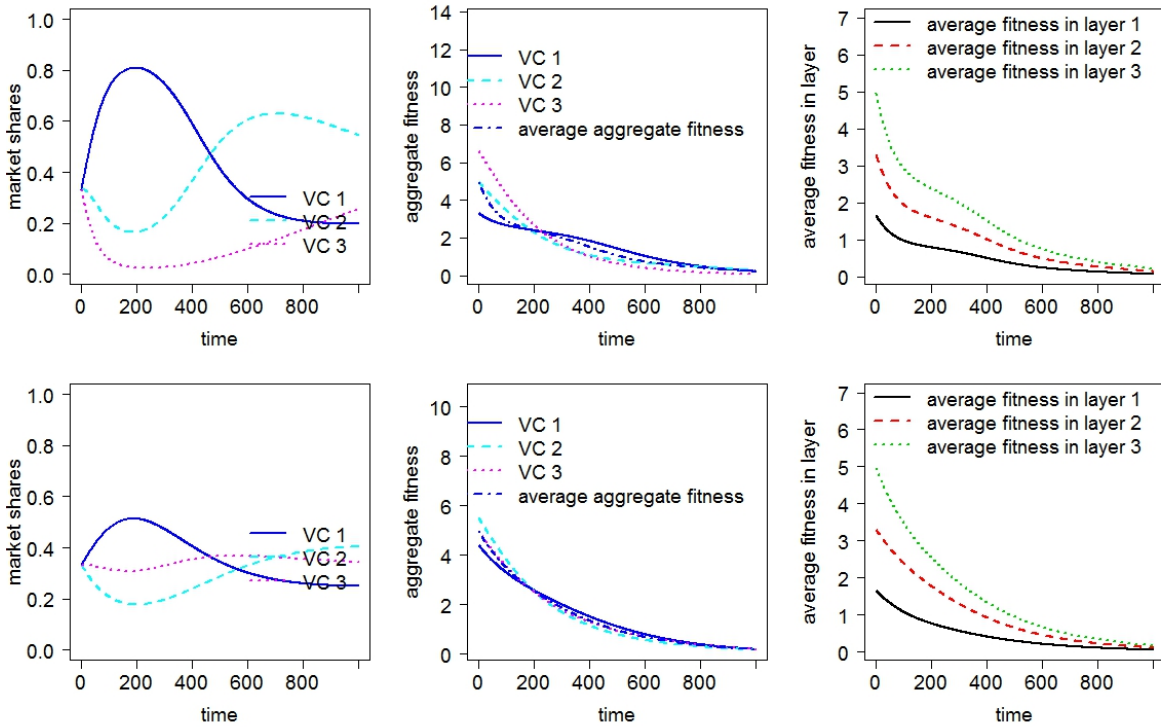 market shares
1.0
0.8
0.6
0.4
0.2
0.0
VC 1
VC 2
VC 3
0 200 400 600 800
time
aggregate fitness
14
12
10
8
6
4
2
0
VC 1
VC 2
VC 3
average aggregate fitness
0 200 400 600 800
time
average fitness in layer
7
6
5
4
3
2
1
0
average fitness in layer 1
average fitness in layer 2
average fitness in layer 3
0 200 400 600 800
time
market shares
1.0
0.8
0.6
0.4
0.2
0.0
VC 1
VC 2
VC 3
0 200 400 600 800
time
aggregate fitness
10
8
6
4
2
0
VC 1
VC 2
VC 3
average aggregate fitness
0 200 400 600 800
time
average fitness in layer
7
6
5
4
3
2
1
0
average fitness in layer 1
average fitness in layer 2
average fitness in layer 3
0 200 400 600 800
time